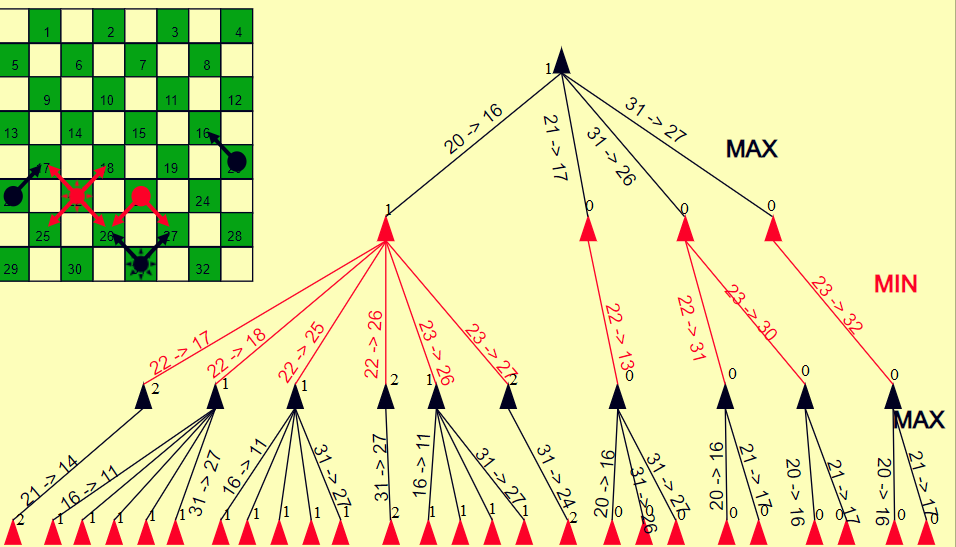 1 2 3 4
5 6 7 8
9 10 11 12
13 14 15 16
17 18 19
24
25 26 27 28
29 30 32
1
20 -> 16
21 -> 17
31 -> 26
31 -> 27
MAX
1 0 0 0
MIN
22 -> 17
22 -> 18
22 -> 25
22 -> 26
23 -> 26
23 -> 27
22 -> 13
22 -> 31
23 -> 30
23 -> 32
2 1 1 2 1 2 0 0 0 0
MAX
21 -> 14
16 -> 11
31 -> 27
16 -> 11
31 -> 27
31 -> 27
16 -> 11
31 -> 27
31 -> 24
20 -> 16
31 -> 26
31 -> 27
20 -> 16
21 -> 17
20 -> 16
21 -> 17
20 -> 16
21 -> 17
2 1 1 1 1 1 1 1 1 1 1 2 1 1 1 1 2 0 0 0 0 0 0 0 0